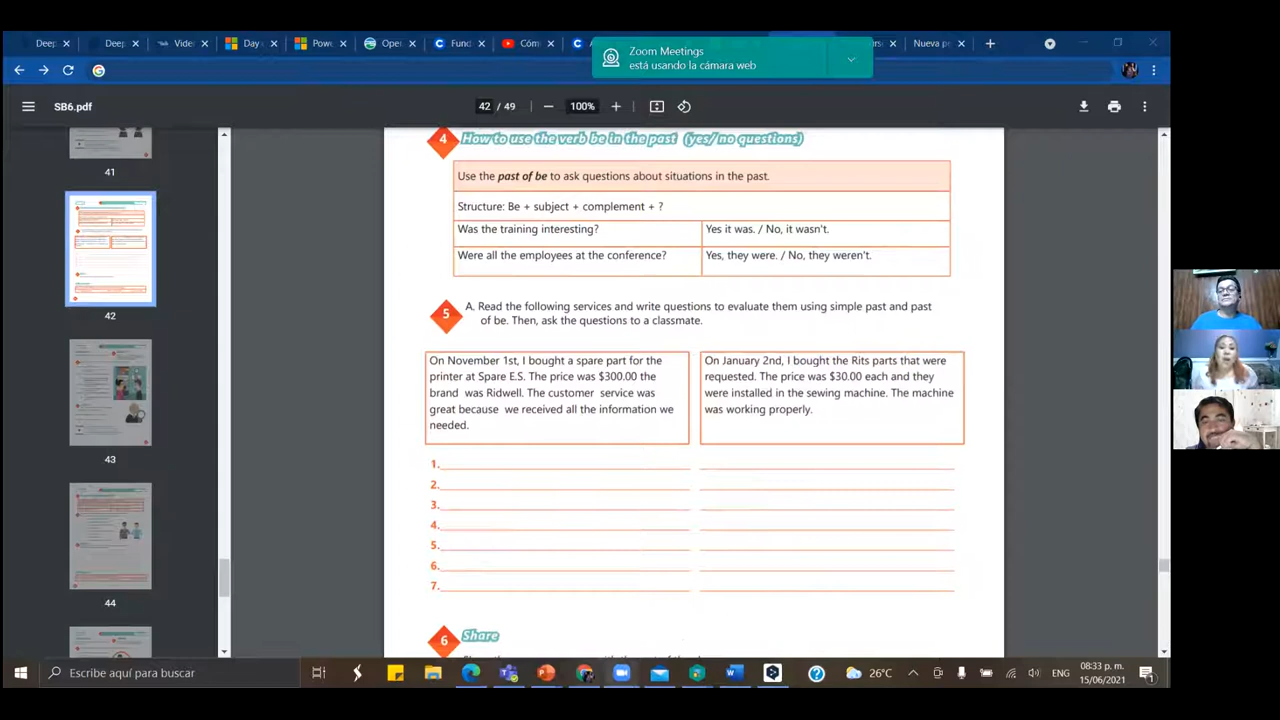 Deep
Deep
Vider
Day
Pow
Ope
Fund
Cóm
Nueva pe
Zoom Meetings
está usando la cámara web
SB6.pdf
42 / 49
100%
41
42
43
44
4 How to use the verb be in the past (yes/no questions)
Use the past of be to ask questions about situations in the past.
Structure: Be + subject + complement + ?
Was the training interesting?
Yes it was. / No, it wasn't.
Were all the employees at the conference?
Yes, they were. / No, they weren't.
5
A. Read the following services and write questions to evaluate them using simple past and past
of be. Then, ask the questions to a classmate.
On November 1st, I bought a spare part for the
printer at Spare E.S. The price was $300.00 the
brand was Ridwell. The customer service was
great because we received all the information we
needed.
On January 2nd, I bought the Rits parts that were
requested. The price was $30.00 each and they
were installed in the sewing machine. The machine
was working properly.
1.
2.
3.
4.
5.
6.
7.
6 Share
Escribe aquí para buscar
26°C
ENG
08:33 p. m.
15/06/2021